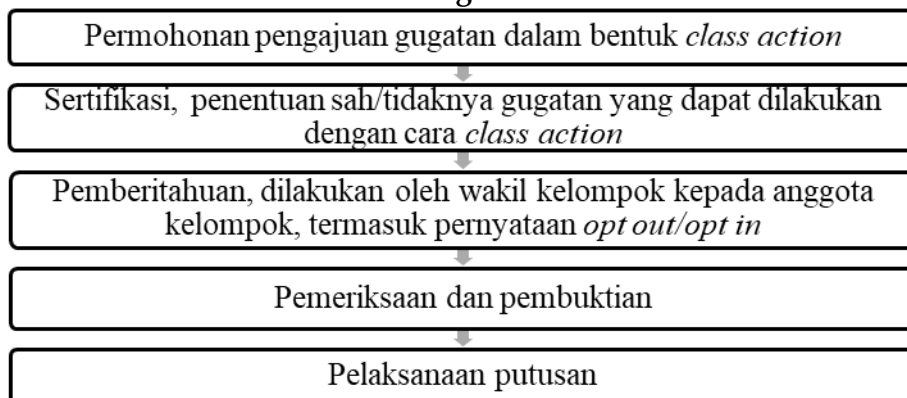 Permohonan pengajuan gugatan dalam bentuk class action
Sertifikasi, penentuan sah/tidaknya gugatan yang dapat dilakukan
dengan cara class action
Pemberitahuan, dilakukan oleh wakil kelompok kepada anggota
kelompok, termasuk pernyataan opt out/opt in
Pemeriksaan dan pembuktian
Pelaksanaan putusan